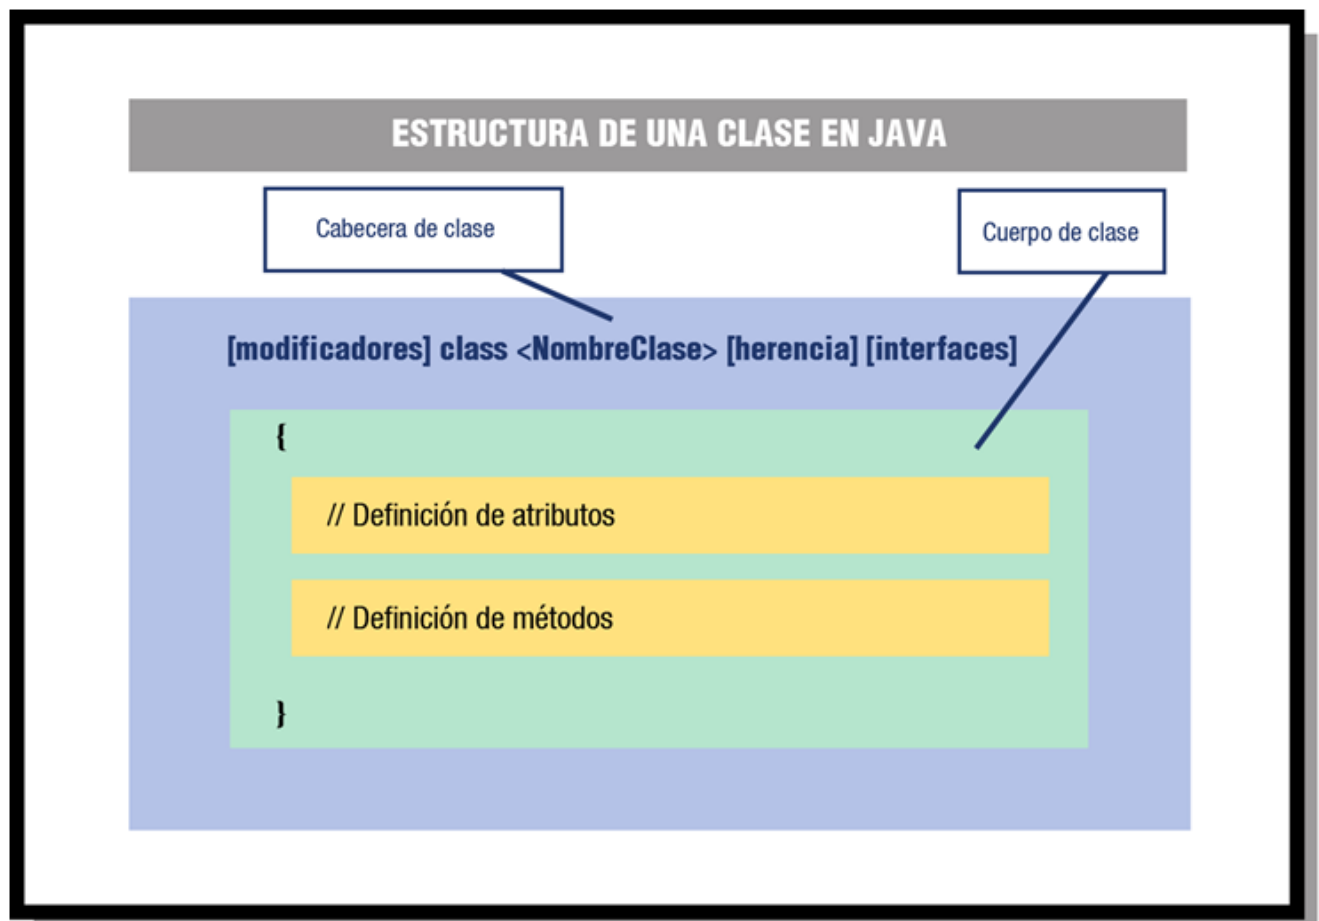 ESTRUCTURA DE UNA CLASE EN JAVA
Cabecera de clase
Cuerpo de clase
[modificadores] class <NombreClase> [herencia] [interfaces]
{
// Definición de atributos
// Definición de métodos
}